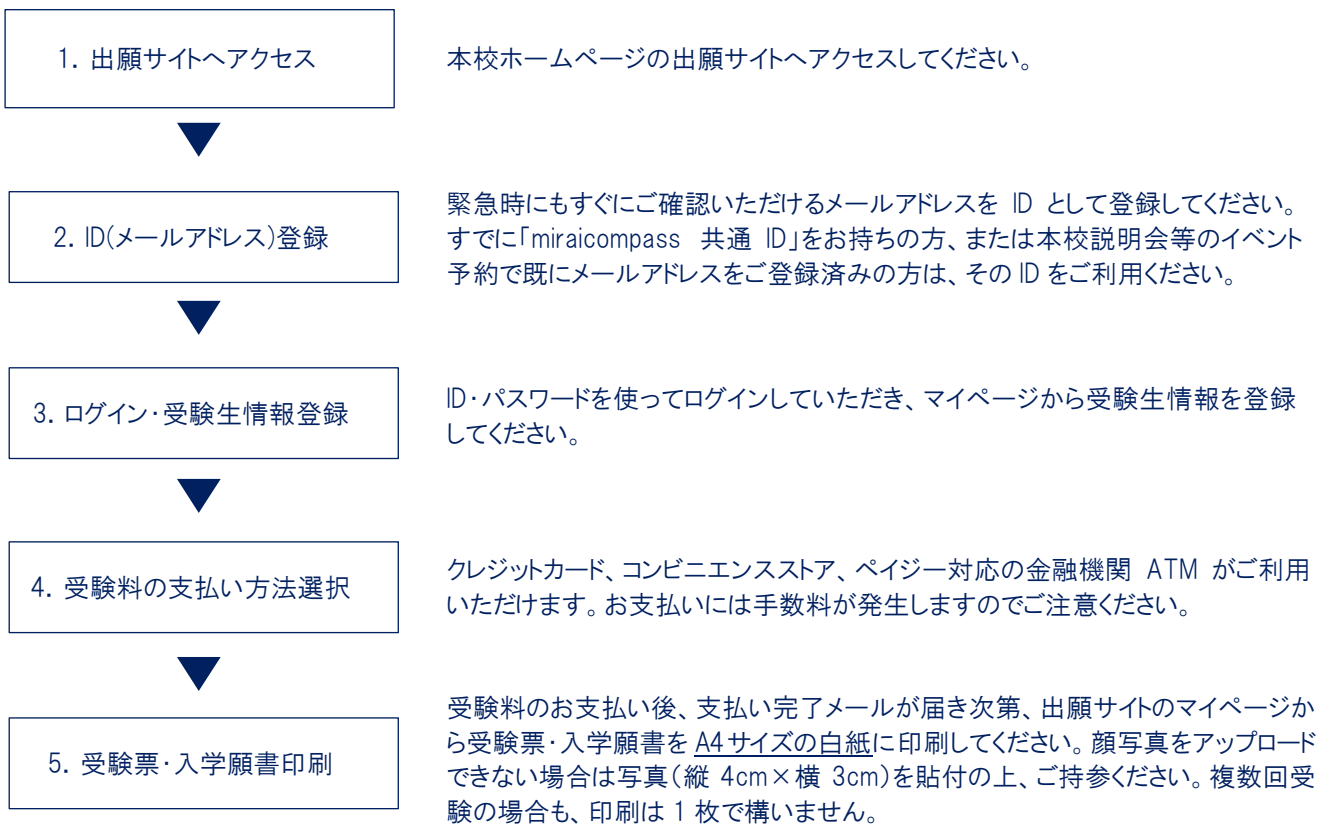 1．出願サイトへアクセス
本校ホームページの出願サイトへアクセスしてください。
2．ID(メールアドレス)登録
緊急時にもすぐにご確認いただけるメールアドレスを ID として登録してください。
すでに「miraicompass 共通 ID」をお持ちの方、または本校説明会等のイベント
予約で既にメールアドレスをご登録済みの方は、その ID をご利用ください。
3．ログイン・受験生情報登録
ID・パスワードを使ってログインしていただき、マイページから受験生情報を登録
してください。
4．受験料の支払い方法選択
クレジットカード、コンビニエンスストア、ペイジー対応の金融機関 ATM がご利用
いただけます。お支払いには手数料が発生しますのでご注意ください。
5．受験票・入学願書印刷
受験料のお支払い後、支払い完了メールが届き次第、出願サイトのマイページか
ら受験票・入学願書を A4 サイズの白紙に印刷してください。顔写真をアップロード
できない場合は写真（縦 4cm×横 3cm）を貼付の上、ご持参ください。複数回受
験の場合も、印刷は 1 枚で構いません。